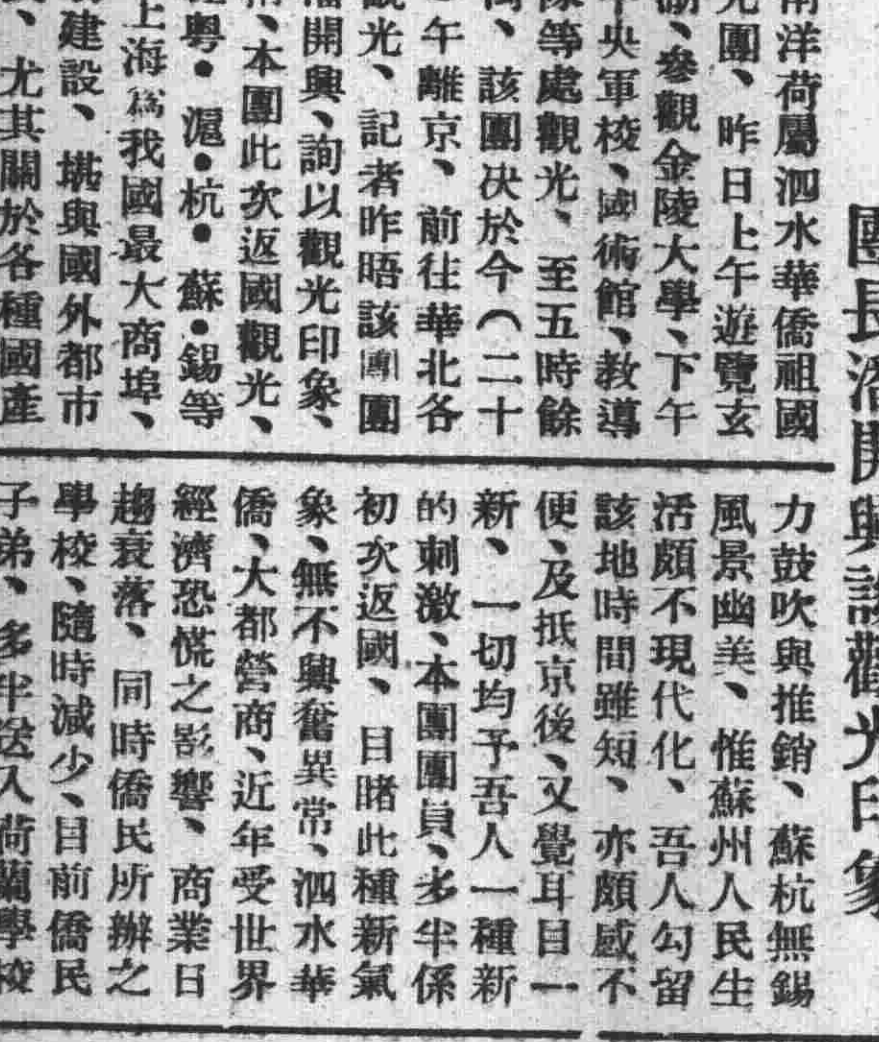 團長潘開興談觀光印象
南洋荷屬泗水華僑祖國
光團、昨日上午遊覽玄
湖、參觀金陵大學、下午
中央軍校、國術館、教導
隊等處觀光、至五時餘
、該團決於今（二十
午離京、前往華北各
觀光、記者昨晤該團團
潘開興、詢以觀光印象、
、本團此次返國觀光、
粤•滬•杭•蘇•錫等
上海爲我國最大商埠、
建設、堪與國外都市
、尤其關於各種國產
力鼓吹與推銷、蘇杭無錫
風景幽美、惟蘇州人民生
活頗不現代化、吾人勾留
該地時間雖短、亦頗感不
便、及抵京後、又覺耳目一
新、一切均予吾人一種新
的刺激、本團團員、多半係
初次返國、目睹此種新氣
象、無不興奮異常、泗水華
僑、大都營商、近年受世界
經濟恐慌之影響、商業日
趨衰落、同時僑民所辦之
學校、隨時減少、目前僑民
子弟、多半送入荷蘭學校